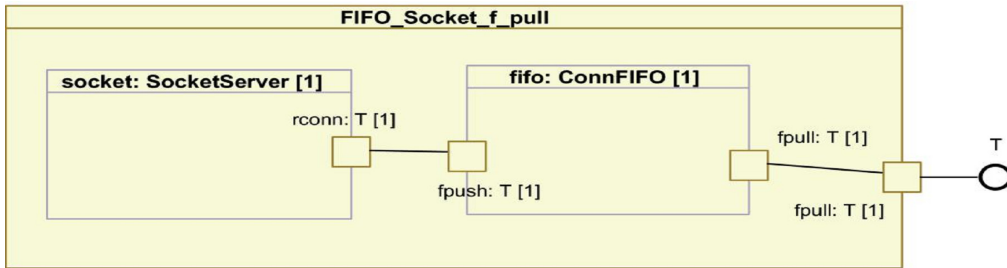 FIFO_Socket_f_pull
socket: SocketServer [1]
fifo: ConnFIFO [1]
rconn: T [1]
fpush: T [1]
fpull: T [1]
fpull: T [1]
T